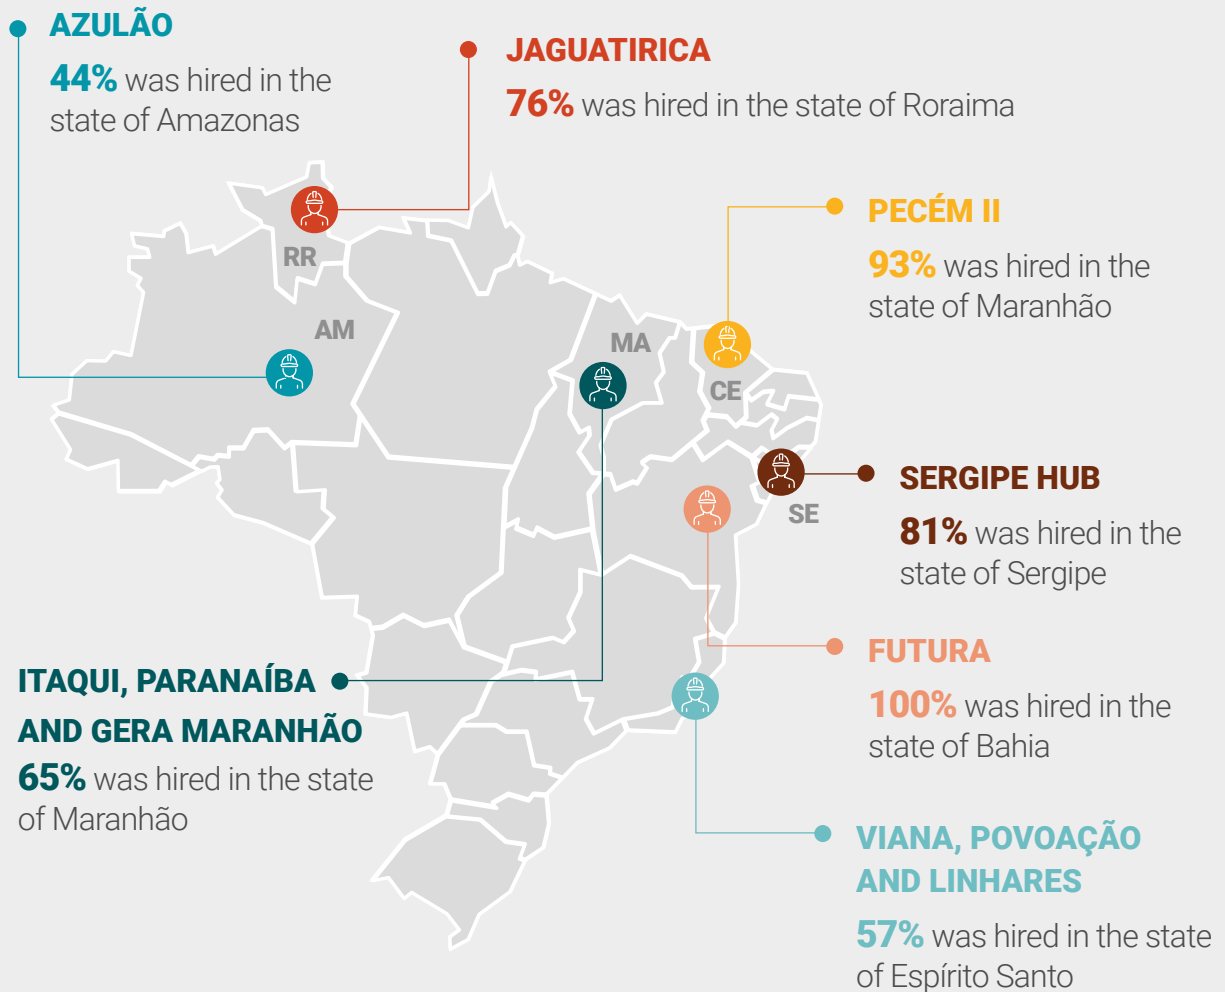 AZULÃO
44% was hired in the
state of Amazonas
JAGUATIRICA
76% was hired in the state of Roraima
PECÉM II
93% was hired in the
state of Maranhão
RR
AM
MA
CE
SE
SERGIPE HUB
81% was hired in the
state of Sergipe
FUTURA
100% was hired in the
state of Bahia
ITAQUI, PARANAÍBA
AND GERA MARANHÃO
65% was hired in the state
of Maranhão
VIANA, POVOAÇÃO
AND LINHARES
57% was hired in the state
of Espírito Santo